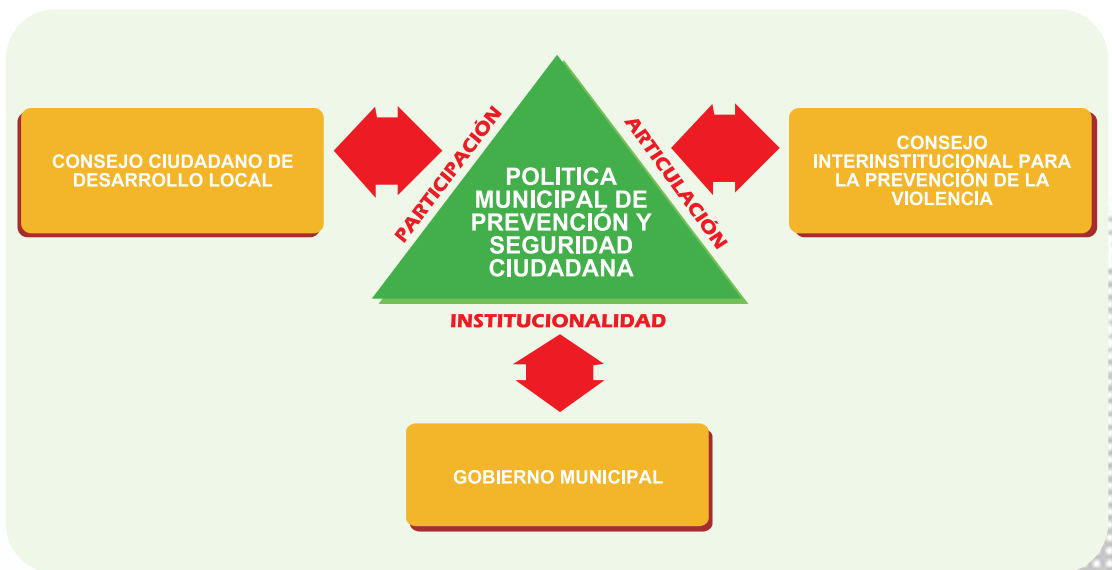 CONSEJO CIUDADANO DE
DESARROLLO LOCAL
PARTICIPACIÓN
POLITICA
MUNICIPAL DE
PREVENCIÓN Y
SEGURIDAD
CIUDADANA
ARTICULACIÓN
CONSEJO
INTERINSTITUCIONAL PARA
LA PREVENCIÓN DE LA
VIOLENCIA
INSTITUCIONALIDAD
GOBIERNO MUNICIPAL